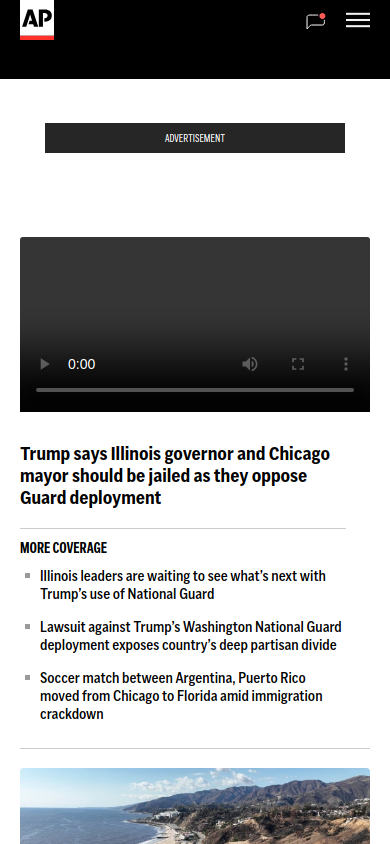 AP
ADVERTISEMENT
0:00
Trump says Illinois governor and Chicago
mayor should be jailed as they oppose
Guard deployment
MORE COVERAGE
Illinois leaders are waiting to see what’s next with
Trump’s use of National Guard
Lawsuit against Trump’s Washington National Guard
deployment exposes country’s deep partisan divide
Soccer match between Argentina, Puerto Rico
moved from Chicago to Florida amid immigration
crackdown